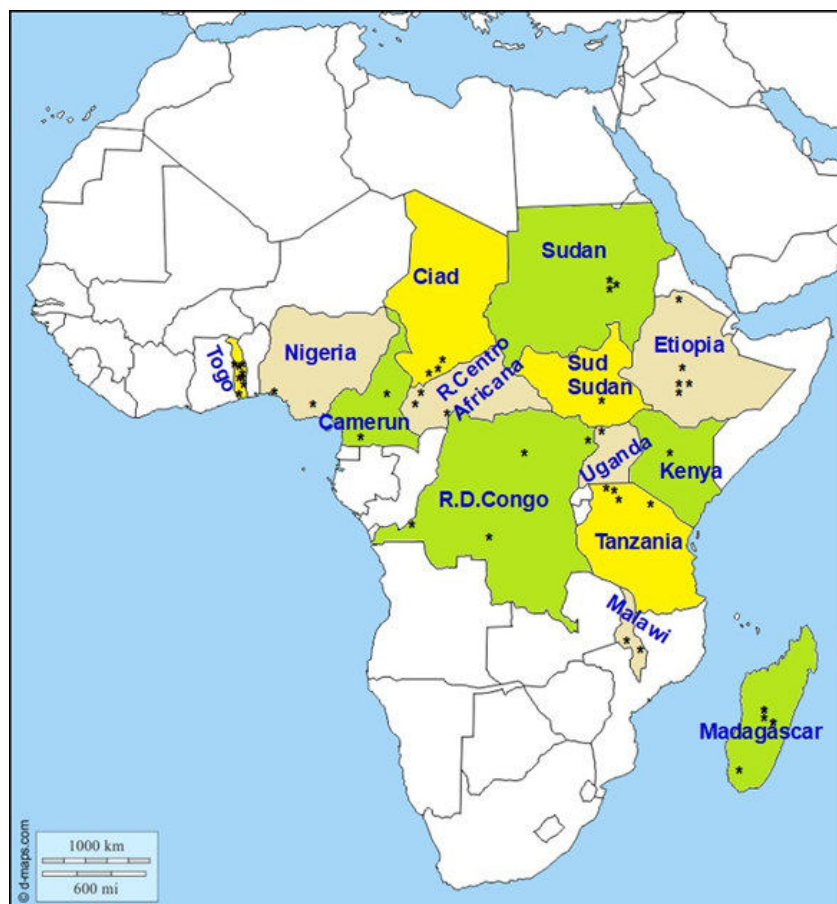 Sudan
Ciad
Etiopia
Nigeria
Togo
R.Centro
Africana
Sud
Sudan
Camerun
Uganda
Kenya
R.D.Congo
Tanzania
Malawi
Madagascar
1000 km
600 mi
© d-maps.com